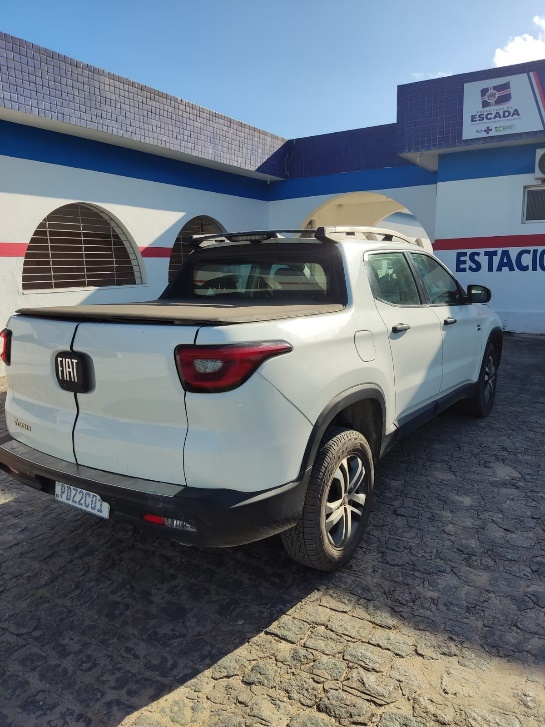 PREFEITURA DE
ESCADA
ESTACIO
FIAT
PDZ2C01